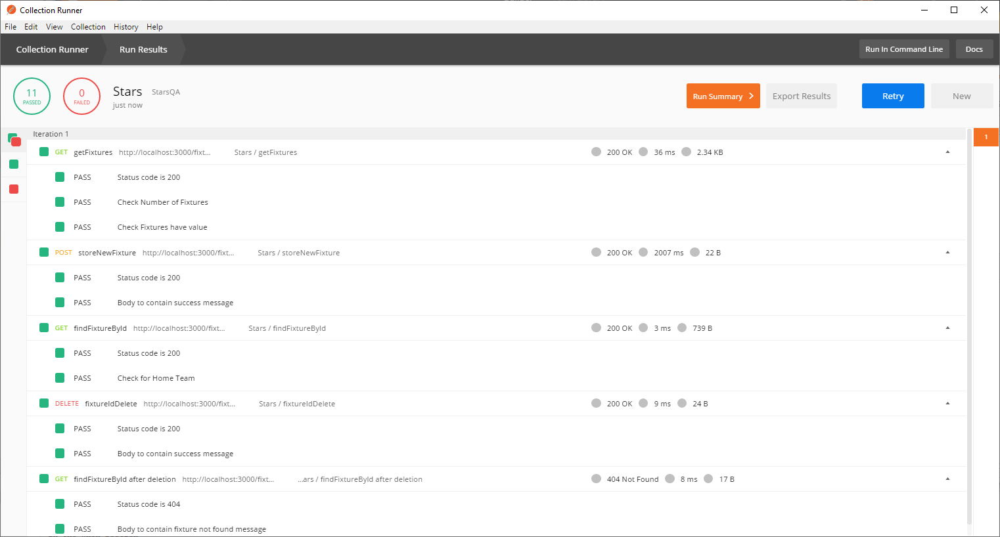 Collection Runner
File Edit View Collection History Help
Collection Runner Run Results Run In Command Line Docs
11 PASSED 0 FAILED Stars StarsQA just now Run Summary Export Results Retry New
Iteration 1 1
GET getFixtures http://localhost:3000/fixt... Stars / getFixtures 200 OK 36 ms 2.34 KB
PASS Status code is 200
PASS Check Number of Fixtures
PASS Check Fixtures have value
POST storeNewFixture http://localhost:3000/fixt... Stars / storeNewFixture 200 OK 2007 ms 22 B
PASS Status code is 200
PASS Body to contain success message
GET findFixtureById http://localhost:3000/fixt... Stars / findFixtureById 200 OK 3 ms 739 B
PASS Status code is 200
PASS Check for Home Team
DELETE fixtureIdDelete http://localhost:3000/fixt... Stars / fixtureIdDelete 200 OK 9 ms 24 B
PASS Status code is 200
PASS Body to contain success message
GET findFixtureById after deletion http://localhost:3000/fixt... ...ars / findFixtureById after deletion 404 Not Found 8 ms 17 B
PASS Status code is 404
PASS Body to contain fixture not found message